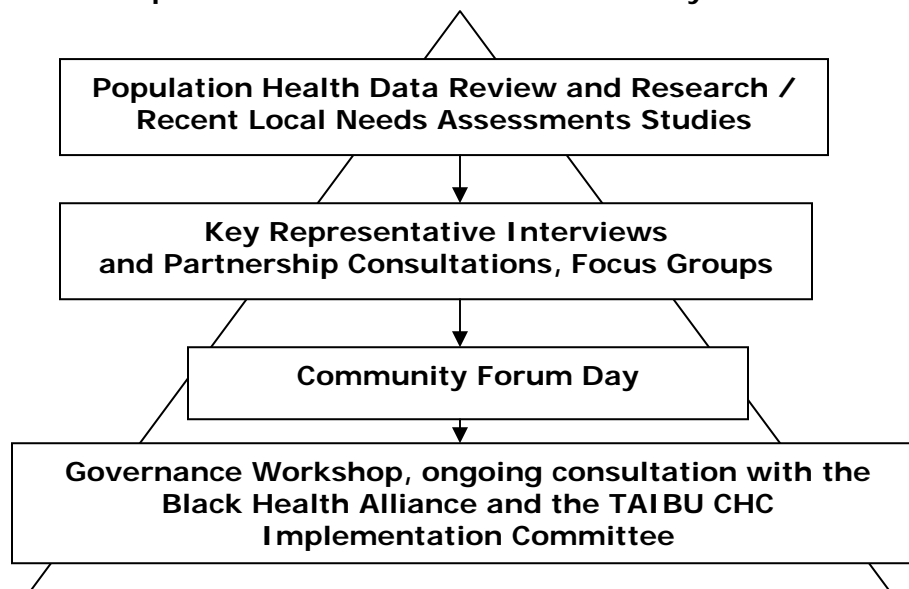 Population Health Data Review and Research /
Recent Local Needs Assessments Studies
Key Representative Interviews
and Partnership Consultations, Focus Groups
Community Forum Day
Governance Workshop, ongoing consultation with the
Black Health Alliance and the TAIBU CHC
Implementation Committee